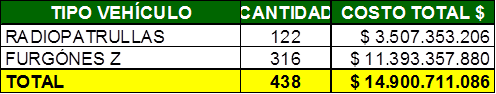 TIPO VEHÍCULO CANTIDAD COSTO TOTAL $
RADIOPATRULLAS 122 $ 3.507.353.206
FURGÓNES Z 316 $ 11.393.357.880
TOTAL 438 $ 14.900.711.086